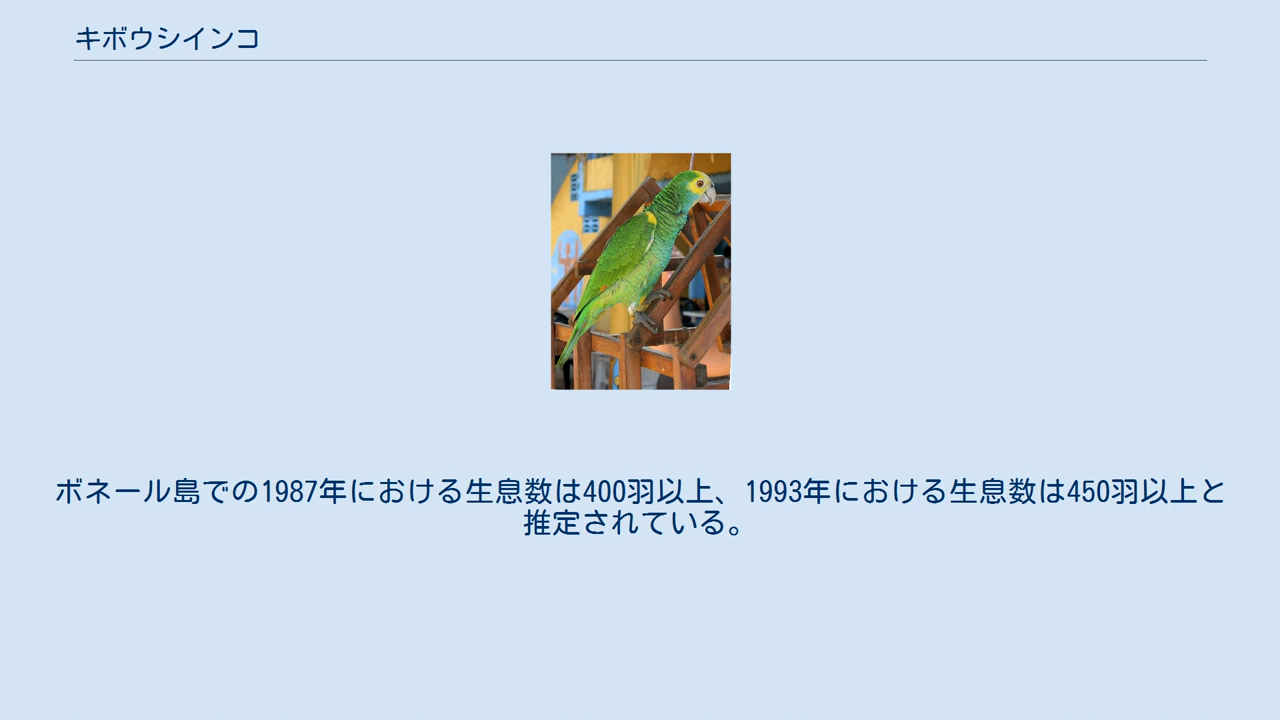 キボウシインコ
ボネール島での1987年における生息数は400羽以上、1993年における生息数は450羽以上と
推定されている。